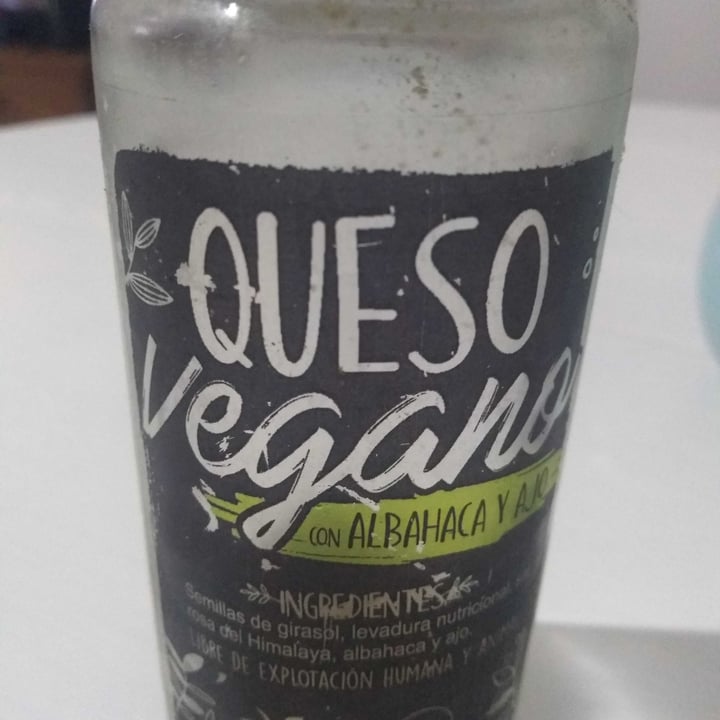 QUESO
vegano
CON ALBAHACA Y AJO
INGREDIENTES
Semillas de girasol, levadura nutricional,
rosa del Himalaya, albahaca y ajo.
LIBRE DE EXPLOTACIÓN HUMANA Y